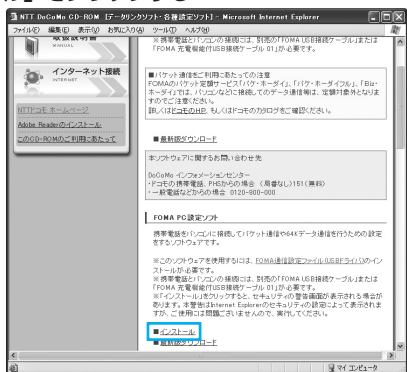 NTT DoCoMo CD-ROM [データリンクソフト・各種設定ソフト] - Microsoft Internet Explorer
ファイル(F) 編集(E) 表示(V) お気に入り(A) ツール(T) ヘルプ(H)
MANUAL
インターネット接続
INTERNET
NTTドコモ ホームページ
Adobe Readerのインストール
このCD-ROMのご利用にあたって
※携帯電話とパソコンの接続には、別売の「FOMA USB接続ケーブル」または
「FOMA 充電機能付USB接続ケーブル 01」が必要です。
■パケット通信をご利用にあたっての注意
FOMAのパケット定額サービス「パケ・ホーダイ」、「パケ・ホーダイフル」、「Biz・
ホーダイ」では、パソコンなどに接続してのデータ通信等は、定額対象外となりま
すのでご注意ください。
詳しくはドコモのHP、もしくはドコモのカタログをご確認ください。
■最新版ダウンロード
本ソフトウェアに関するお問い合わせ先
DoCoMo インフォメーションセンター
・ドコモの携帯電話、PHSからの場合 (局番なし)151(無料)
・一般電話などからの場合 0120-800-000
FOMA PC設定ソフト
携帯電話をパソコンに接続してパケット通信や64Kデータ通信を行うための設定
をするソフトウェアです。
※このソフトウェアを使用するには、FOMA通信設定ファイル(USBドライバ)のイン
ストールが必要です。
※携帯電話とパソコンの接続には、別売の「FOMA USB接続ケーブル」または
「FOMA 充電機能付USB接続ケーブル 01」が必要です。
※「インストール」をクリックすると、セキュリティの警告画面が表示される場合が
あります。本警告はInternet Explorerのセキュリティの設定によって表示されま
すが、ご使用には問題ございませんので、実行してください。
■インストール
■最新版ダウンロード
マイ コンピュータ